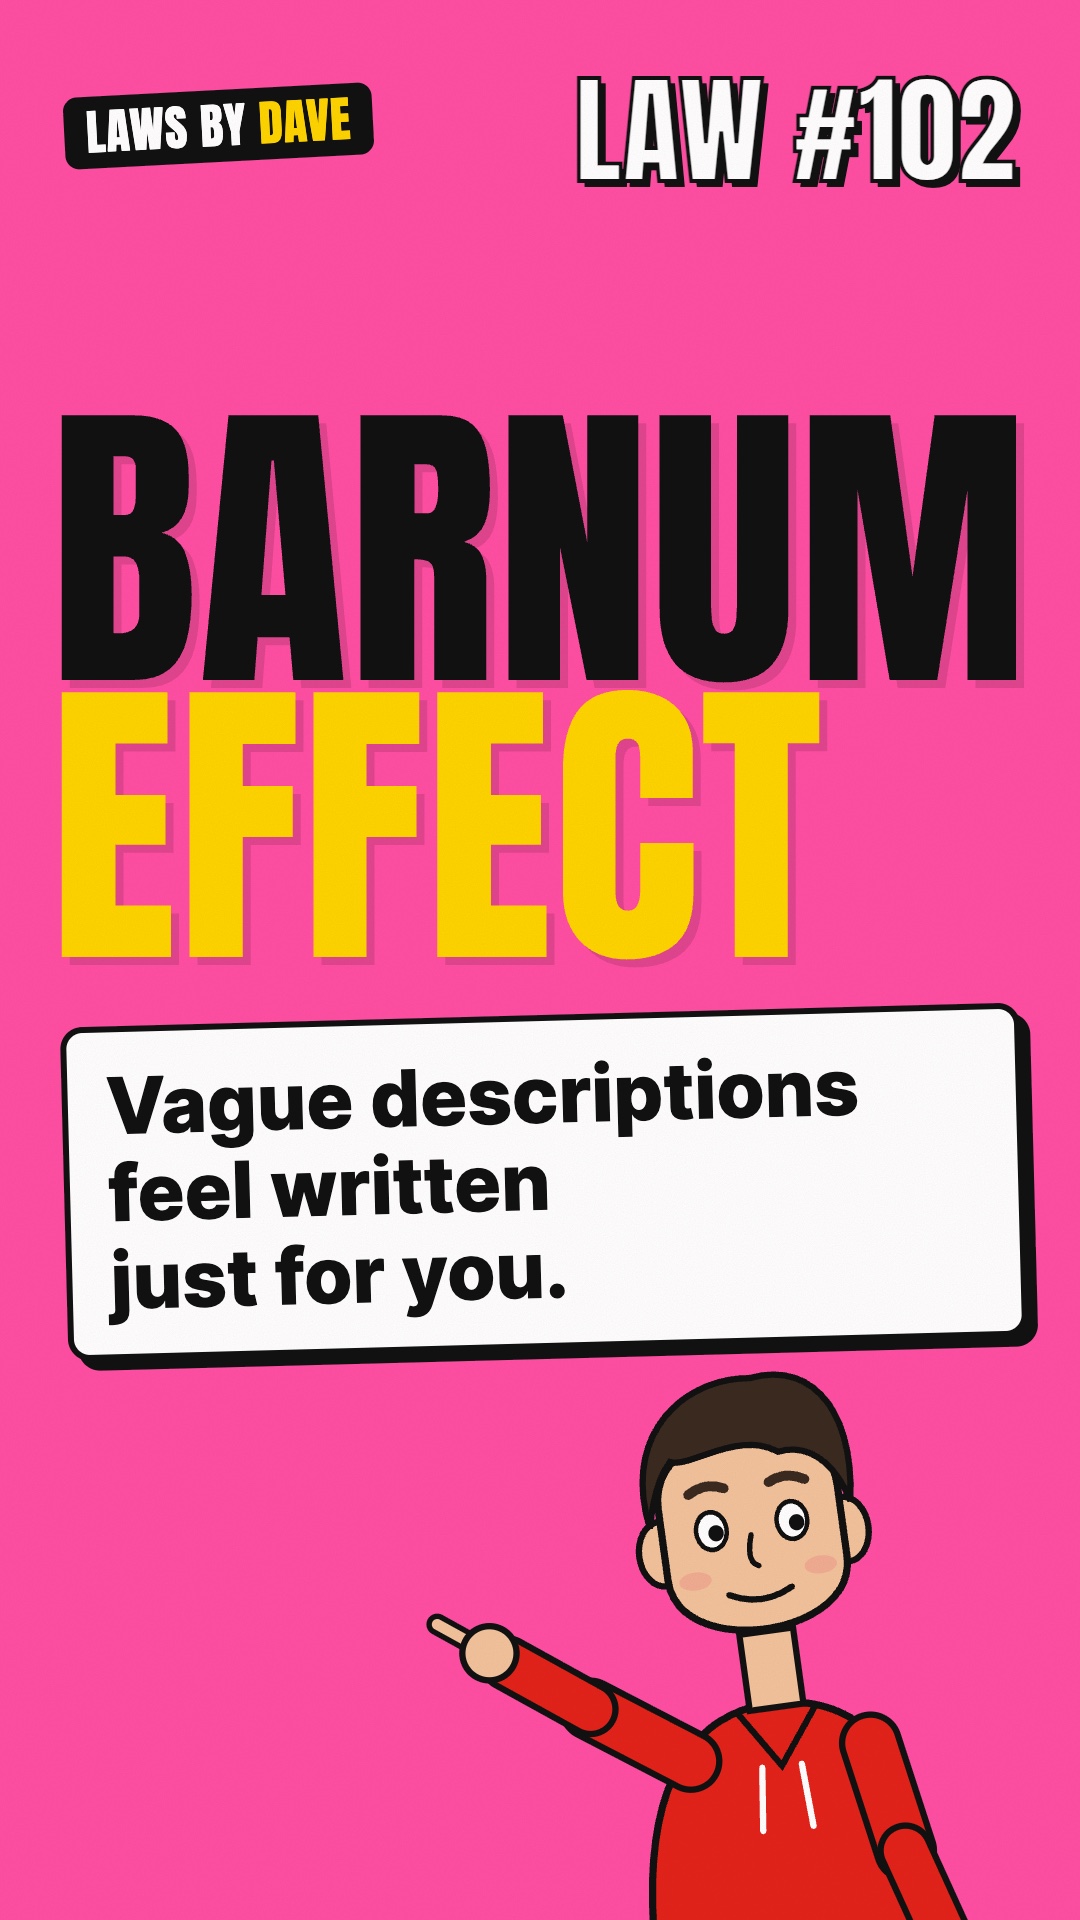 LAWS BY DAVE
LAW #102
BARNUM
EFFECT
Vague descriptions
feel written
just for you.